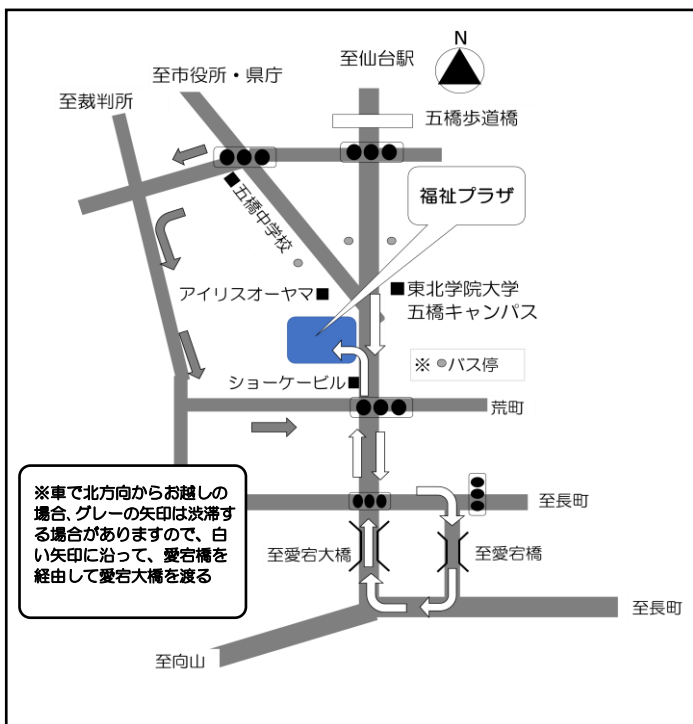 至仙台駅
N
至市役所・県庁
至裁判所
五橋歩道橋
福祉プラザ
■五橋中学校
アイリスオーヤマ■
■東北学院大学
五橋キャンパス
※ ◎バス停
ショーケービル■
荒町
※車で北方向からお越しの
場合、グレーの矢印は渋滞す
る場合がありますので、白
い矢印に沿って、愛宕橋を
経由して愛宕大橋を渡る
至長町
至愛宕大橋
至愛宕橋
至長町
至向山